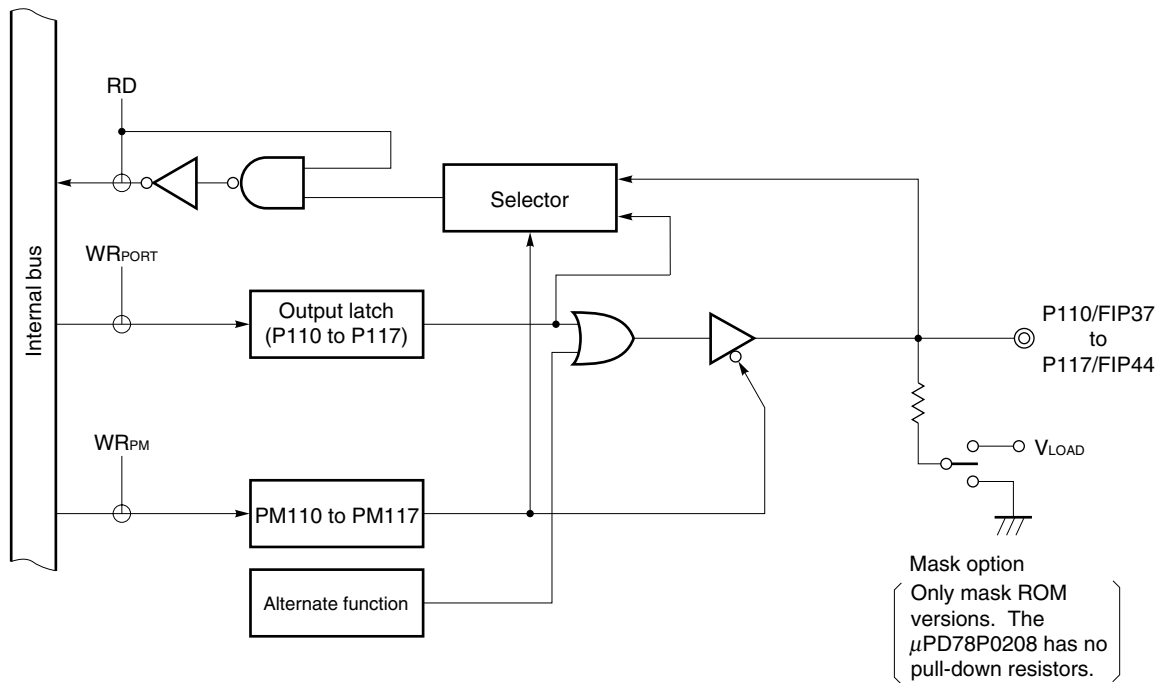 RD
Selector
Internal bus
WRPORT
Output latch
(P110 to P117)
P110/FIP37
to
P117/FIP44
WRPM
VLOAD
PM110 to PM117
Alternate function
Mask option
Only mask ROM
versions. The
μPD78P0208 has no
pull-down resistors.